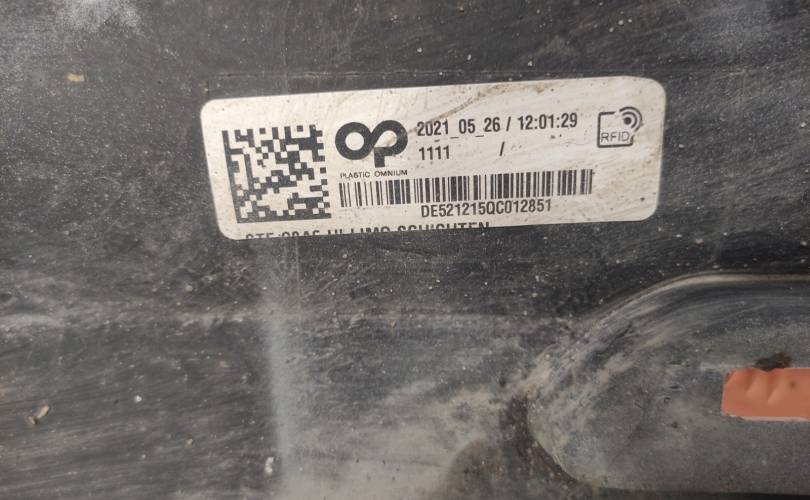 2021_05_26 / 12:01:29
1111 /
RFID
PLASTIC OMNIUM
DE521215QC012851